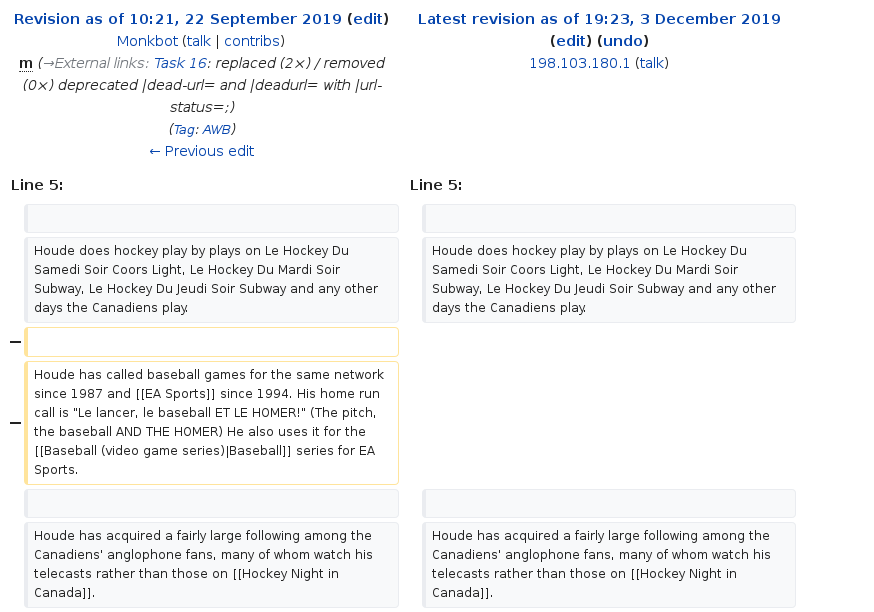 Revision as of 10:21, 22 September 2019 (edit)
Monkbot (talk | contribs)
m (→External links: Task 16: replaced (2×) / removed
(0×) deprecated |dead-url= and |deadurl= with |url-
status=;)
(Tag: AWB)
← Previous edit
Latest revision as of 19:23, 3 December 2019
(edit) (undo)
198.103.180.1 (talk)
Line 5:
Line 5:
Houde does hockey play by plays on Le Hockey Du
Samedi Soir Coors Light, Le Hockey Du Mardi Soir
Subway, Le Hockey Du Jeudi Soir Subway and any other
days the Canadiens play.
Houde does hockey play by plays on Le Hockey Du
Samedi Soir Coors Light, Le Hockey Du Mardi Soir
Subway, Le Hockey Du Jeudi Soir Subway and any other
days the Canadiens play.
−
−
Houde has called baseball games for the same network
since 1987 and [[EA Sports]] since 1994. His home run
call is "Le lancer, le baseball ET LE HOMER!" (The pitch,
the baseball AND THE HOMER) He also uses it for the
[[Baseball (video game series)|Baseball]] series for EA
Sports.
Houde has acquired a fairly large following among the
Canadiens' anglophone fans, many of whom watch his
telecasts rather than those on [[Hockey Night in
Canada]].
Houde has acquired a fairly large following among the
Canadiens' anglophone fans, many of whom watch his
telecasts rather than those on [[Hockey Night in
Canada]].